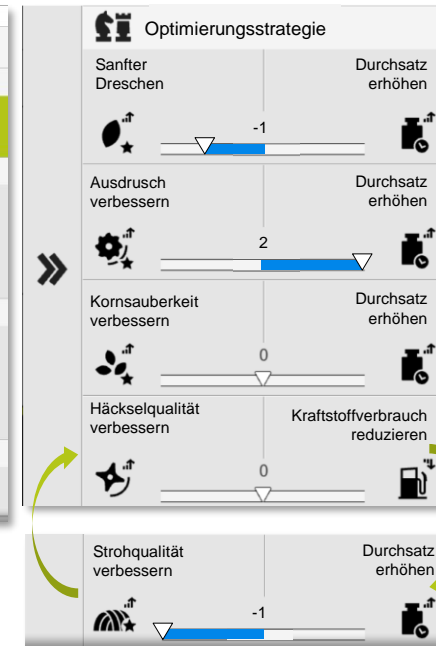 Optimierungsstrategie
Sanfter
Dreschen
Durchsatz
erhöhen
-1
Ausdrusch
verbessern
Durchsatz
erhöhen
2
Kornsauberkeit
verbessern
Durchsatz
erhöhen
0
Häckselqualität
verbessern
Kraftstoffverbrauch
reduzieren
0
Strohqualität
verbessern
Durchsatz
erhöhen
-1